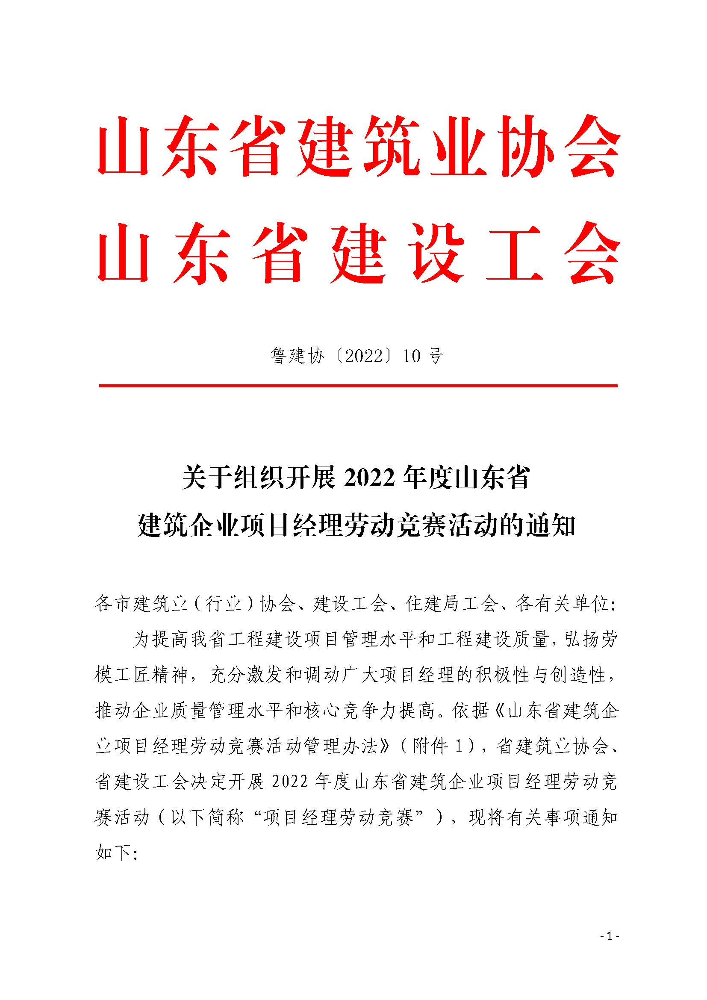 山东省建筑业协会
山东省建设工会
鲁建协〔2022〕10 号
关于组织开展 2022 年度山东省
建筑企业项目经理劳动竞赛活动的通知
各市建筑业（行业）协会、建设工会、住建局工会、各有关单位：
为提高我省工程建设项目管理水平和工程建设质量，弘扬劳
模工匠精神，充分激发和调动广大项目经理的积极性与创造性，
推动企业质量管理水平和核心竞争力提高。依据《山东省建筑企
业项目经理劳动竞赛活动管理办法》（附件 1），省建筑业协会、
省建设工会决定开展 2022 年度山东省建筑企业项目经理劳动竞
赛活动（以下简称“项目经理劳动竞赛”），现将有关事项通知
如下：
- 1 -